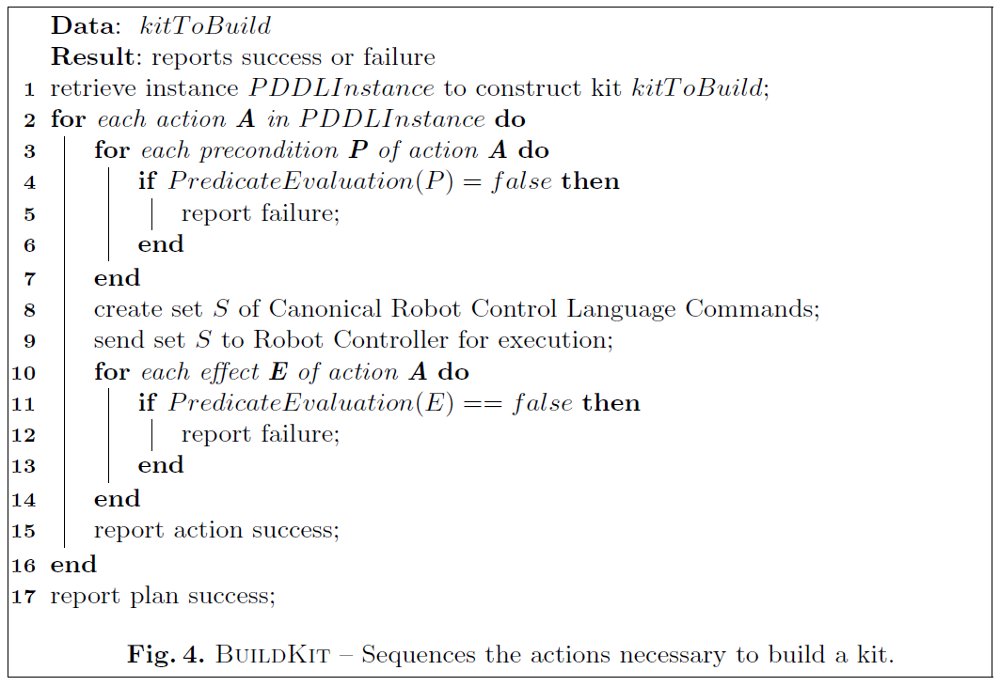 Data: kitToBuild
Result: reports success or failure
1 retrieve instance PDDLInstance to construct kit kitToBuild;
2 for each action A in PDDLInstance do
3 for each precondition P of action A do
4 if PredicateEvaluation(P) = false then
5 report failure;
6 end
7 end
8 create set S of Canonical Robot Control Language Commands;
9 send set S to Robot Controller for execution;
10 for each effect E of action A do
11 if PredicateEvaluation(E) == false then
12 report failure;
13 end
14 end
15 report action success;
16 end
17 report plan success;
Fig. 4. BUILDKIT – Sequences the actions necessary to build a kit.